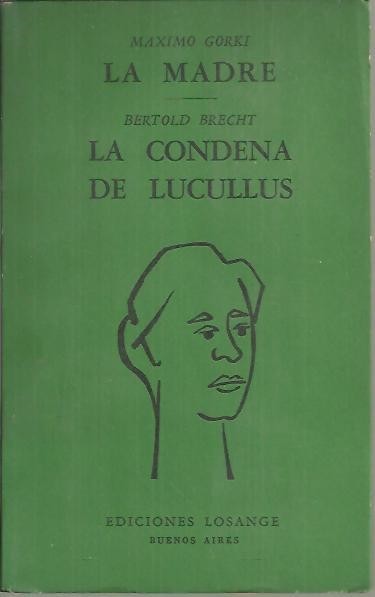 MAXIMO GORKI
LA MADRE
BERTOLD BRECHT
LA CONDENA
DE LUCULLUS
EDICIONES LOSANGE
BUENOS AIRES